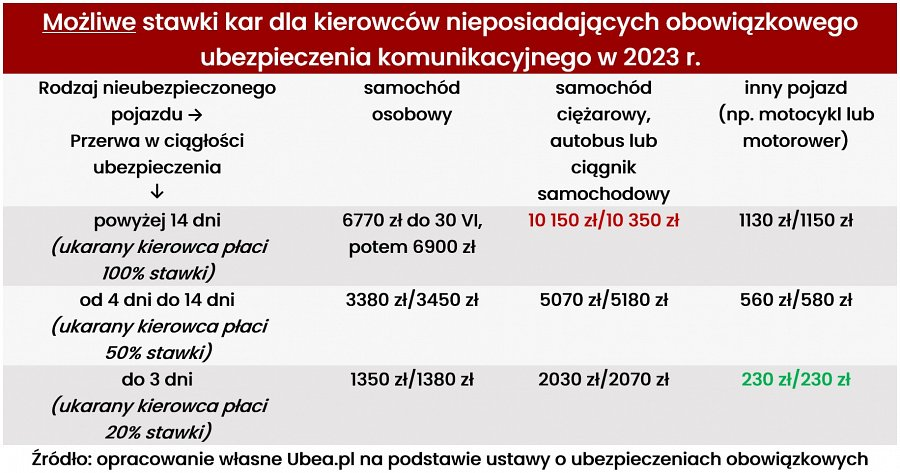 Możliwe stawki kar dla kierowców nieposiadających obowiązkowego
ubezpieczenia komunikacyjnego w 2023 r.
Rodzaj nieubezpieczonego
pojazdu →
Przerwa w ciągłości
ubezpieczenia
↓
samochód
osobowy
samochód
ciężarowy,
autobus lub
ciągnik
samochodowy
inny pojazd
(np. motocykl lub
motorower)
powyżej 14 dni
(ukarany kierowca płaci
100% stawki)
6770 zł do 30 VI,
potem 6900 zł
10 150 zł/10 350 zł
1130 zł/1150 zł
od 4 dni do 14 dni
(ukarany kierowca płaci
50% stawki)
3380 zł/3450 zł
5070 zł/5180 zł
560 zł/580 zł
do 3 dni
(ukarany kierowca płaci
20% stawki)
1350 zł/1380 zł
2030 zł/2070 zł
230 zł/230 zł
Źródło: opracowanie własne Ubea.pl na podstawie ustawy o ubezpieczeniach obowiązkowych